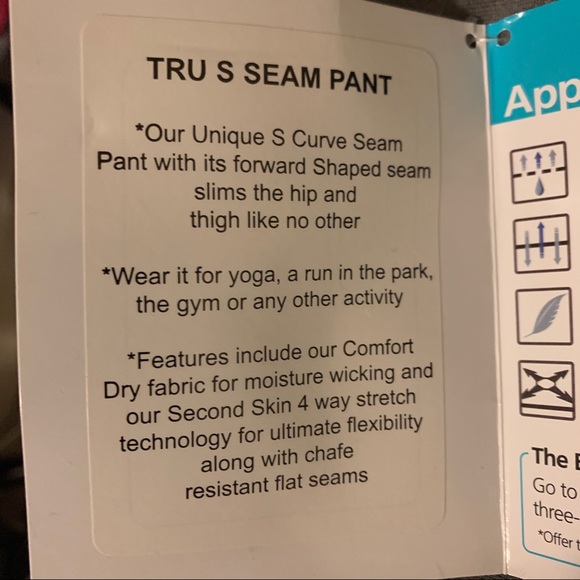 TRU S SEAM PANT
*Our Unique S Curve Seam
Pant with its forward Shaped seam
slims the hip and
thigh like no other
*Wear it for yoga, a run in the park,
the gym or any other activity
*Features include our Comfort
Dry fabric for moisture wicking and
our Second Skin 4 way stretch
technology for ultimate flexibility
along with chafe
resistant flat seams
App
The
Go to
three-
*Offer